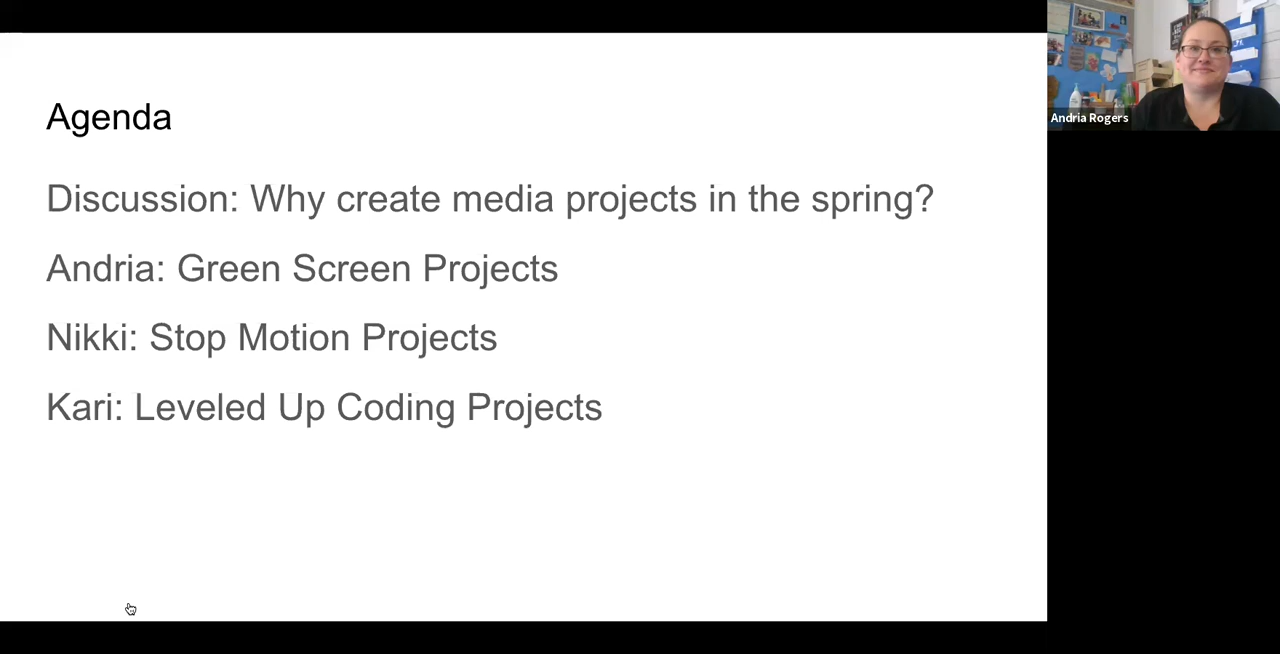 Agenda
Discussion: Why create media projects in the spring?
Andria: Green Screen Projects
Nikki: Stop Motion Projects
Kari: Leveled Up Coding Projects
Andria Rogers